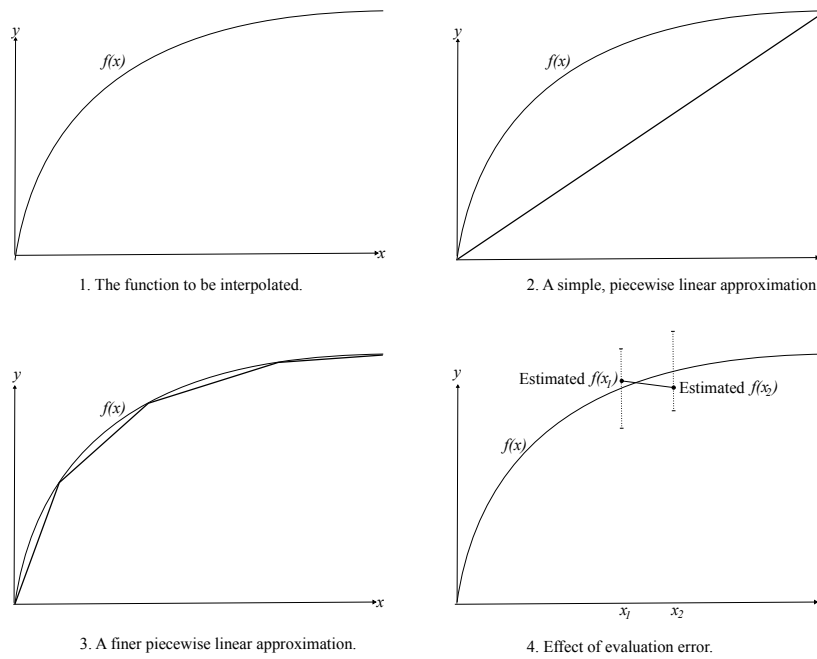 y
f(x)
x
1. The function to be interpolated.
y
f(x)
2. A simple, piecewise linear approximation
y
f(x)
x
3. A finer piecewise linear approximation.
y
Estimated f(x1)
Estimated f(x2)
f(x)
x1
x2
4. Effect of evaluation error.